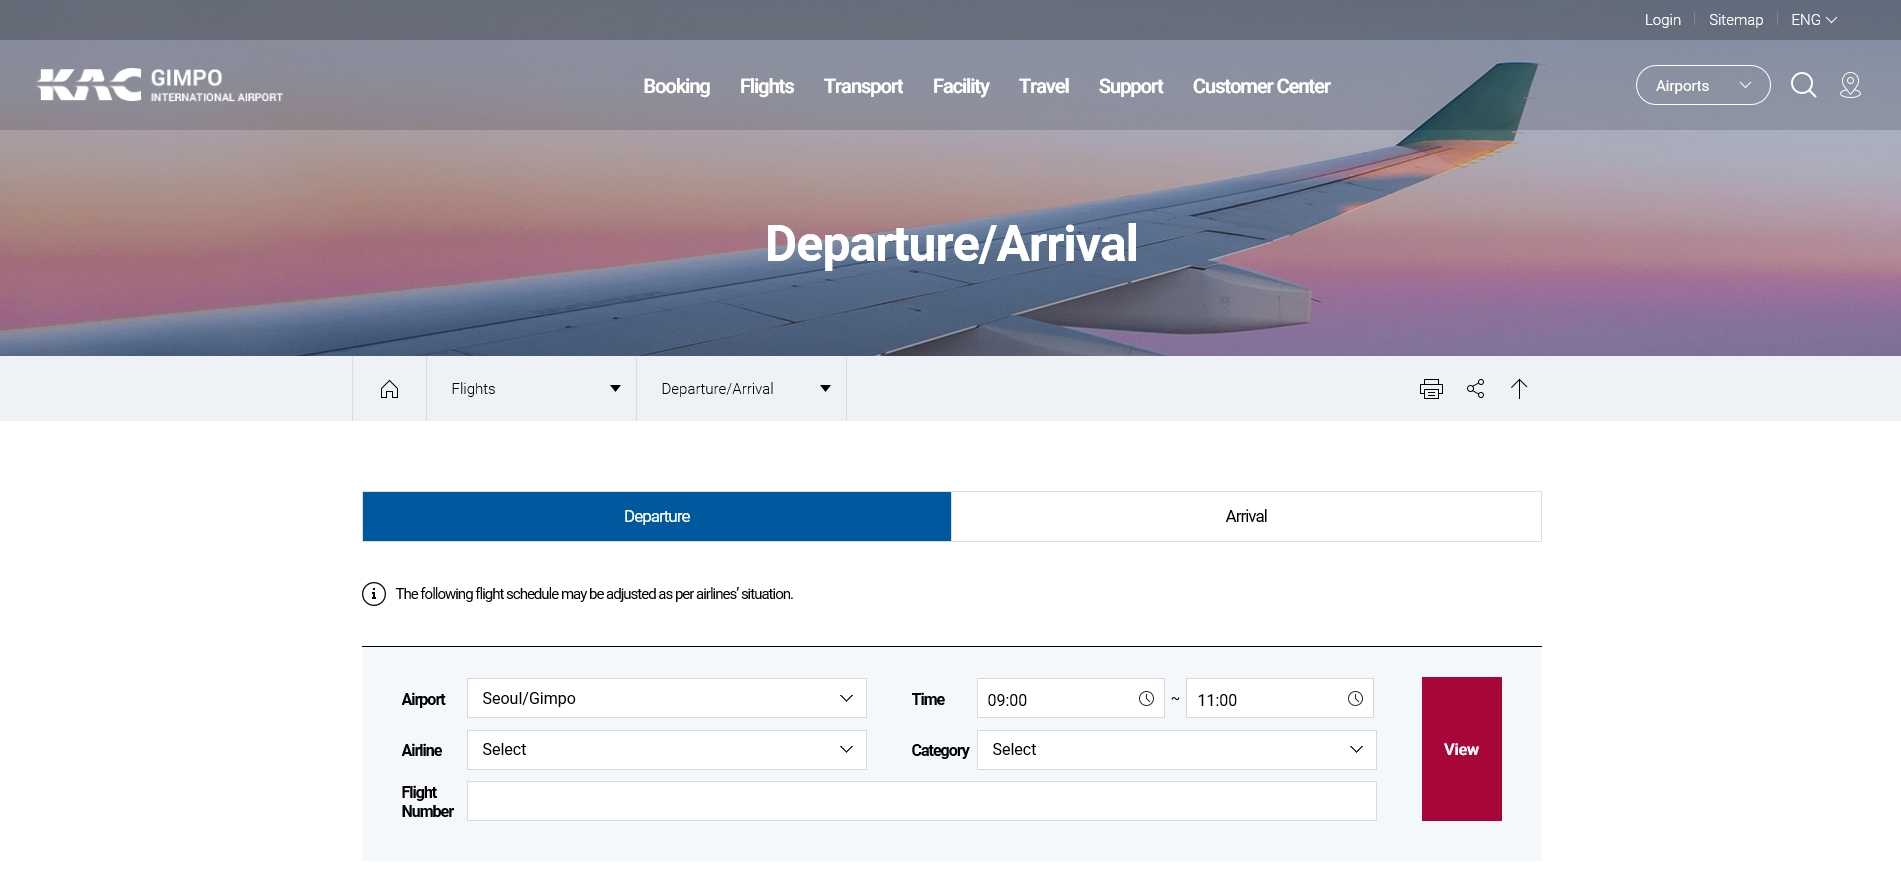 Login
Sitemap
ENG
KAC GIMPO
INTERNATIONAL AIRPORT
Booking
Flights
Transport
Facility
Travel
Support
Customer Center
Airports
Departure/Arrival
Flights
Departure/Arrival
Departure
Arrival
The following flight schedule may be adjusted as per airlines’ situation.
Airport
Seoul/Gimpo
Time
09:00
~
11:00
Airline
Select
Category
Select
View
Flight
Number